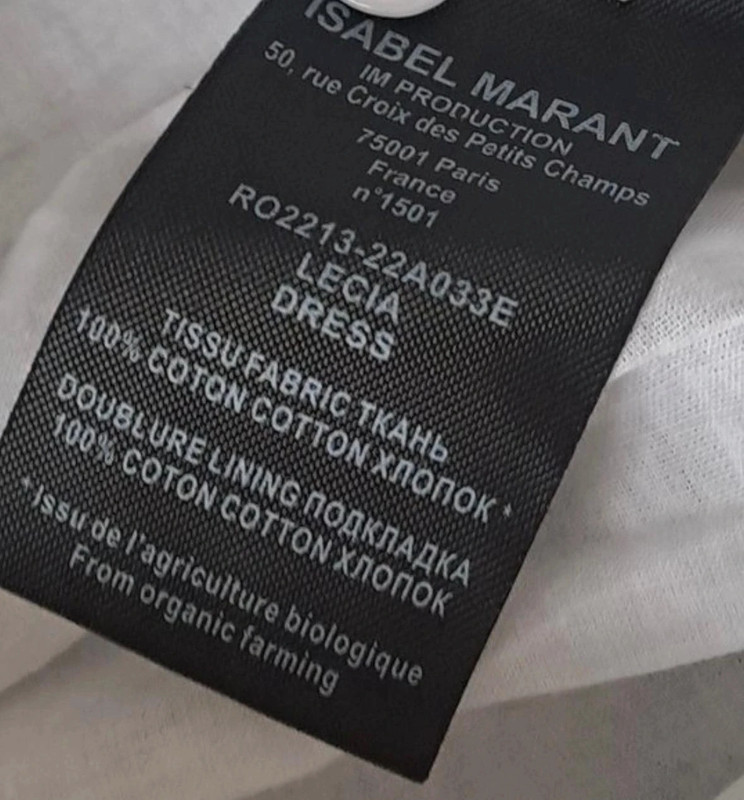 ISABEL MARANT
IM PRODUCTION
50, rue Croix des Petits Champs
75001 Paris
France
n°1501
RO2213-22A033E
LECIA
DRESS
TISSU FABRIC ТКАНЬ
100% COTON COTTON ХЛОПОК *
DOUBLURE LINING ПОДКЛАДКА
100% COTON COTTON ХЛОПОК
*Issu de l'agriculture biologique
From organic farming